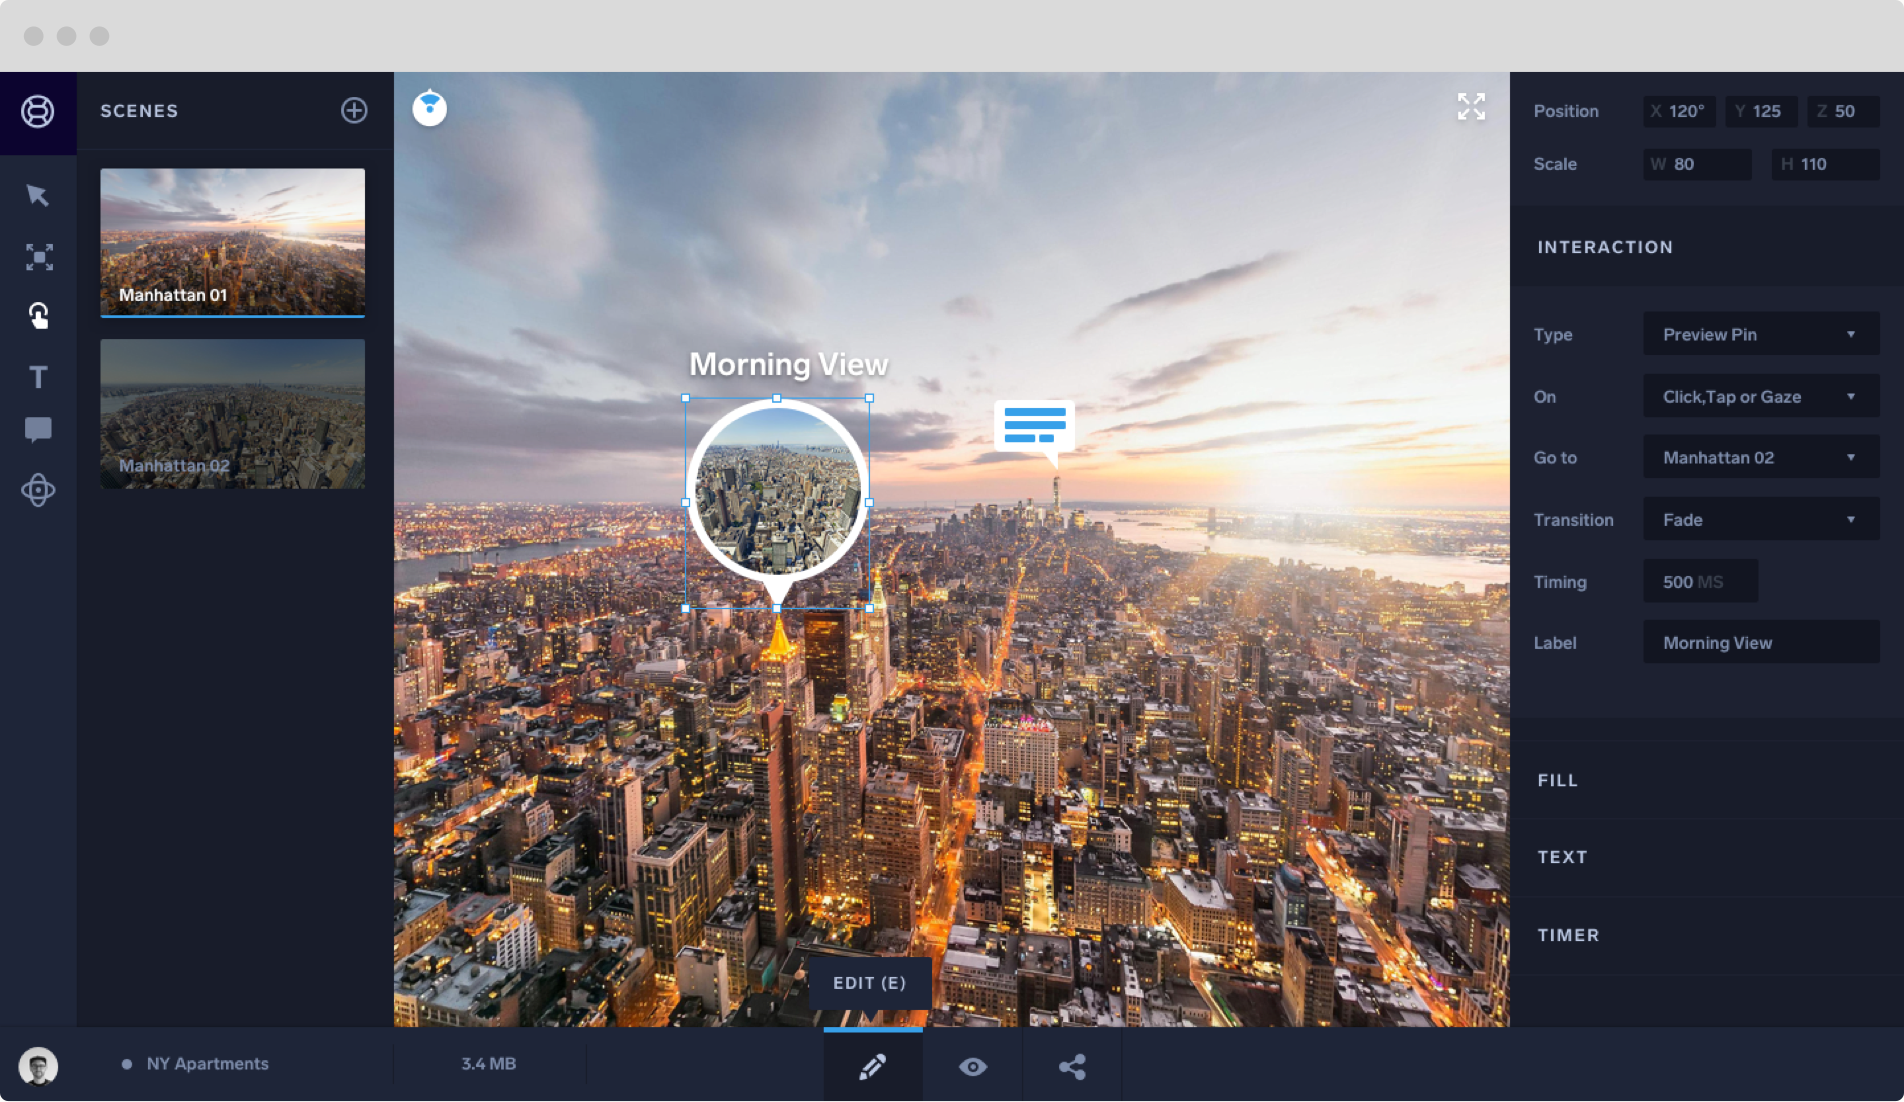 SCENES
Manhattan 01
Manhattan 02
Morning View
EDIT (E)
Position X 120° Y 125 Z 50
Scale W 80 H 110
INTERACTION
Type Preview Pin
On Click,Tap or Gaze
Go to Manhattan 02
Transition Fade
Timing 500 MS
Label Morning View
FILL
TEXT
TIMER
NY Apartments
3.4 MB